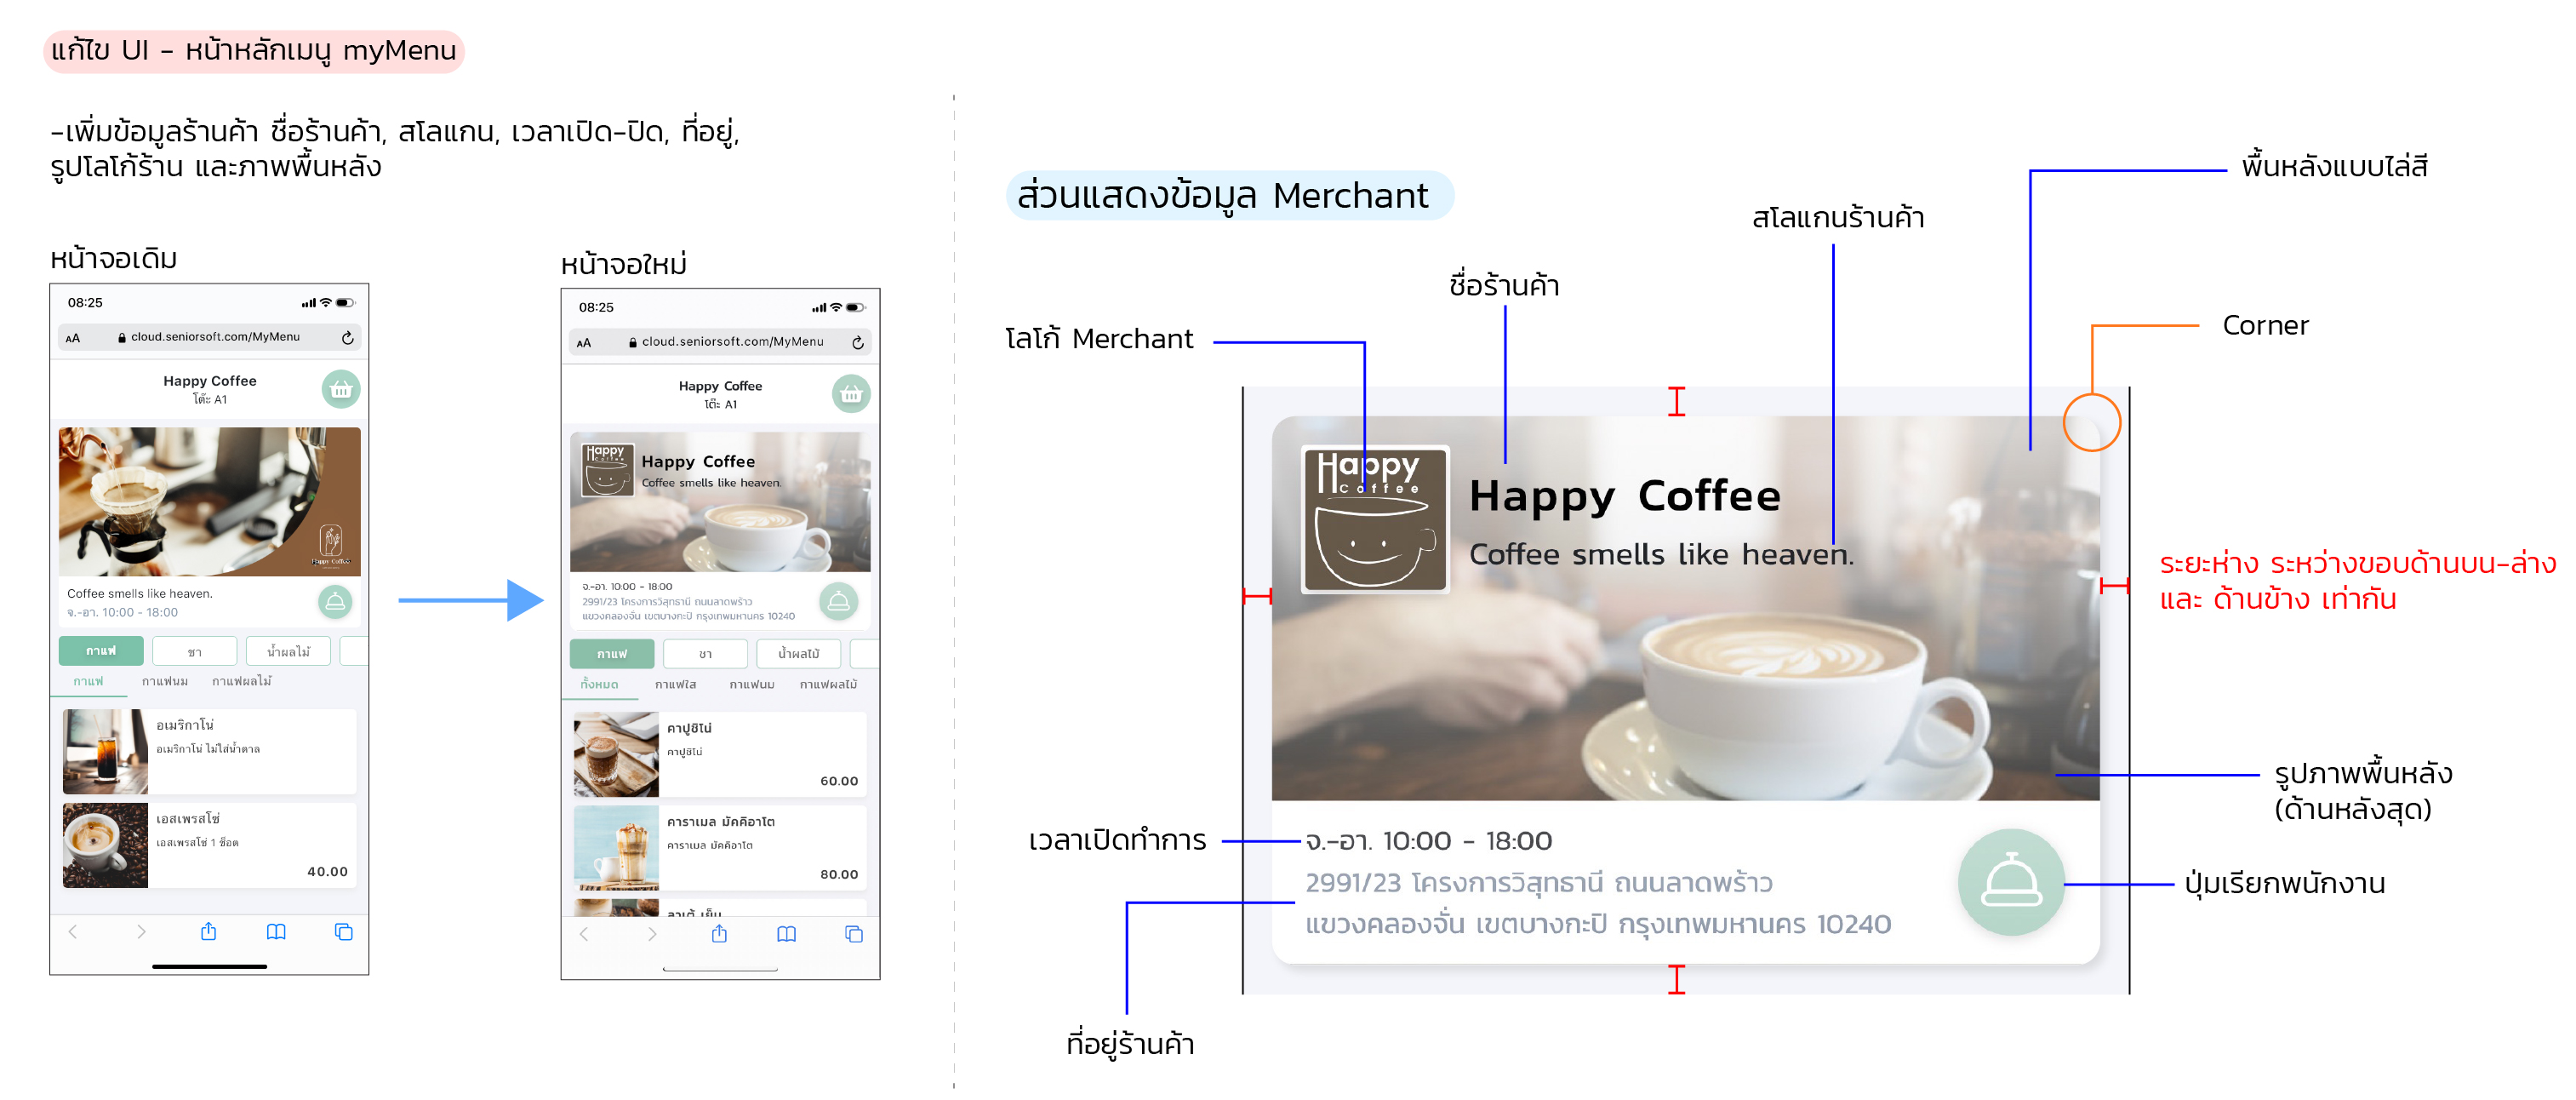 แก้ไข UI - หน้าหลักเมนู myMenu
-เพิ่มข้อมูลร้านค้า ชื่อร้านค้า, สโลแกน, เวลาเปิด-ปิด, ที่อยู่,
รูปโลโก้ร้าน และภาพพื้นหลัง
หน้าจอเดิม
08:25
AA
cloud.seniorsoft.com/MyMenu
Happy Coffee
โต๊ะ A1
Happy Coffee
Coffee smells like heaven.
จ.-อา. 10:00 - 18:00
กาแฟ
ชา
น้ำผลไม้
กาแฟ
กาแฟนม
กาแฟผลไม้
อเมริกาโน่
อเมริกาโน่ ไม่ใส่น้ำตาล
เอสเพรสโซ่
เอสเพรสโซ่ 1 ช็อต
40.00
หน้าจอใหม่
08:25
AA
cloud.seniorsoft.com/MyMenu
Happy Coffee
โต๊ะ A1
Happy
Coffee
Happy Coffee
Coffee smells like heaven.
จ.-อา. 10:00 - 18:00
2991/23 โครงการวิสุทธานี ถนนลาดพร้าว
แขวงคลองจั่น เขตบางกะปิ กรุงเทพมหานคร 10240
กาแฟ
ชา
น้ำผลไม้
ทั้งหมด
กาแฟใส
กาแฟนม
กาแฟผลไม้
คาปูชิโน่
คาปูชิโน่
60.00
คาราเมล มัคคิอาโต
คาราเมล มัคคิอาโต
80.00
ลาเต้ เย็น
ส่วนแสดงข้อมูล Merchant
โลโก้ Merchant
ชื่อร้านค้า
สโลแกนร้านค้า
พื้นหลังแบบไล่สี
Corner
Happy
Coffee
Happy Coffee
Coffee smells like heaven.
ระยะห่าง ระหว่างขอบด้านบน-ล่าง
และ ด้านข้าง เท่ากัน
รูปภาพพื้นหลัง
(ด้านหลังสุด)
เวลาเปิดทำการ
จ.-อา. 10:00 - 18:00
2991/23 โครงการวิสุทธานี ถนนลาดพร้าว
แขวงคลองจั่น เขตบางกะปิ กรุงเทพมหานคร 10240
ปุ่มเรียกพนักงาน
ที่อยู่ร้านค้า